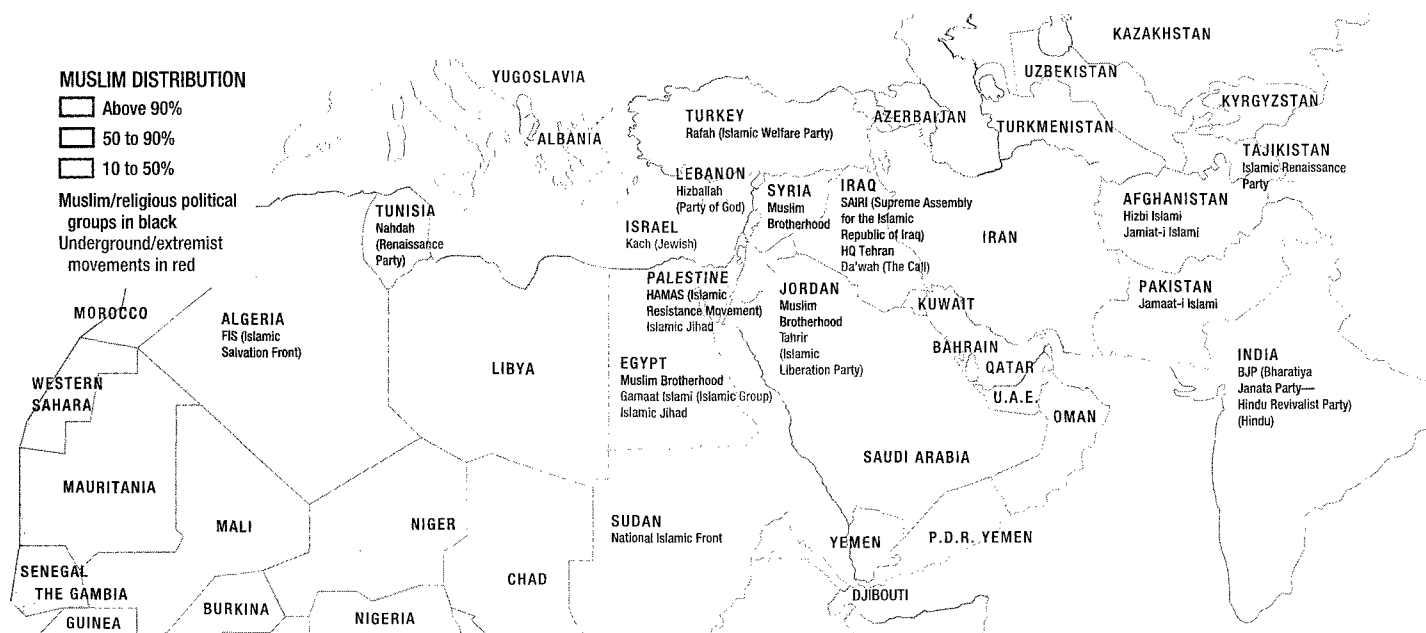 MUSLIM DISTRIBUTION
Above 90%
50 to 90%
10 to 50%
Muslim/religious political
groups in black
Underground/extremist
movements in red
YUGOSLAVIA
ALBANIA
TURKEY
Rafah (Islamic Welfare Party)
AZERBAIJAN
KAZAKHSTAN
UZBEKISTAN
KYRGYZSTAN
TURKMENISTAN
TAJIKISTAN
Islamic Renaissance
Party
LEBANON
Hizballah
(Party of God)
SYRIA
Muslim
Brotherhood
IRAQ
SAIRI (Supreme Assembly
for the Islamic
Republic of Iraq)
HQ Tehran
Da'wah (The Call)
IRAN
AFGHANISTAN
Hizbi Islami
Jamiat-i Islami
TUNISIA
Nahdah
(Renaissance
Party)
ISRAEL
Kach (Jewish)
PALESTINE
HAMAS (Islamic
Resistance Movement)
Islamic Jihad
JORDAN
Muslim
Brotherhood
Tahrir
(Islamic
Liberation Party)
KUWAIT
PAKISTAN
Jamaat-i Islami
MOROCCO
ALGERIA
FIS (Islamic
Salvation Front)
LIBYA
EGYPT
Muslim Brotherhood
Gamaat Islami (Islamic Group)
Islamic Jihad
BAHRAIN
QATAR
U.A.E.
OMAN
INDIA
BJP (Bharatiya
Janata Party—
Hindu Revivalist Party)
(Hindu)
WESTERN
SAHARA
SAUDI ARABIA
MAURITANIA
MALI
NIGER
SUDAN
National Islamic Front
YEMEN
P.D.R. YEMEN
SENEGAL
THE GAMBIA
GUINEA
BURKINA
NIGERIA
CHAD
DJIBOUTI